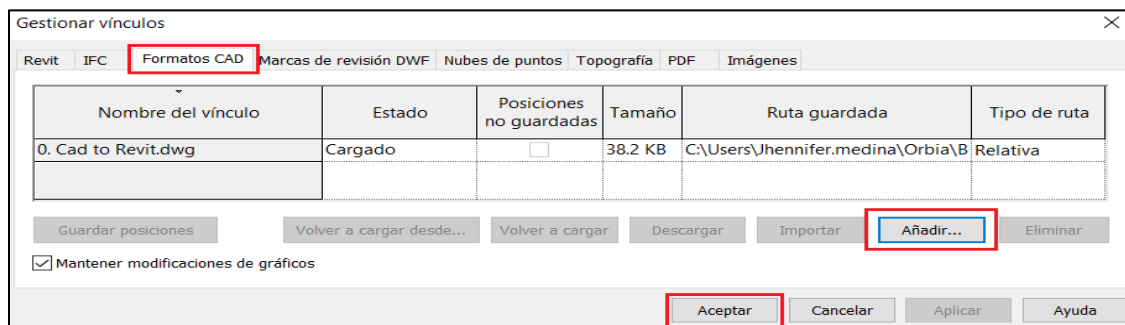 Gestionar vínculos
Revit IFC Formatos CAD Marcas de revisión DWF Nubes de puntos Topografía PDF Imágenes
Nombre del vínculo Estado Posiciones no guardadas Tamaño Ruta guardada Tipo de ruta
0. Cad to Revit.dwg Cargado 38.2 KB C:\Users\Jhennifer.medina\Orbia\B Relativa
Guardar posiciones Volver a cargar desde... Volver a cargar Descargar Importar Añadir... Eliminar
Mantener modificaciones de gráficos
Aceptar Cancelar Aplicar Ayuda